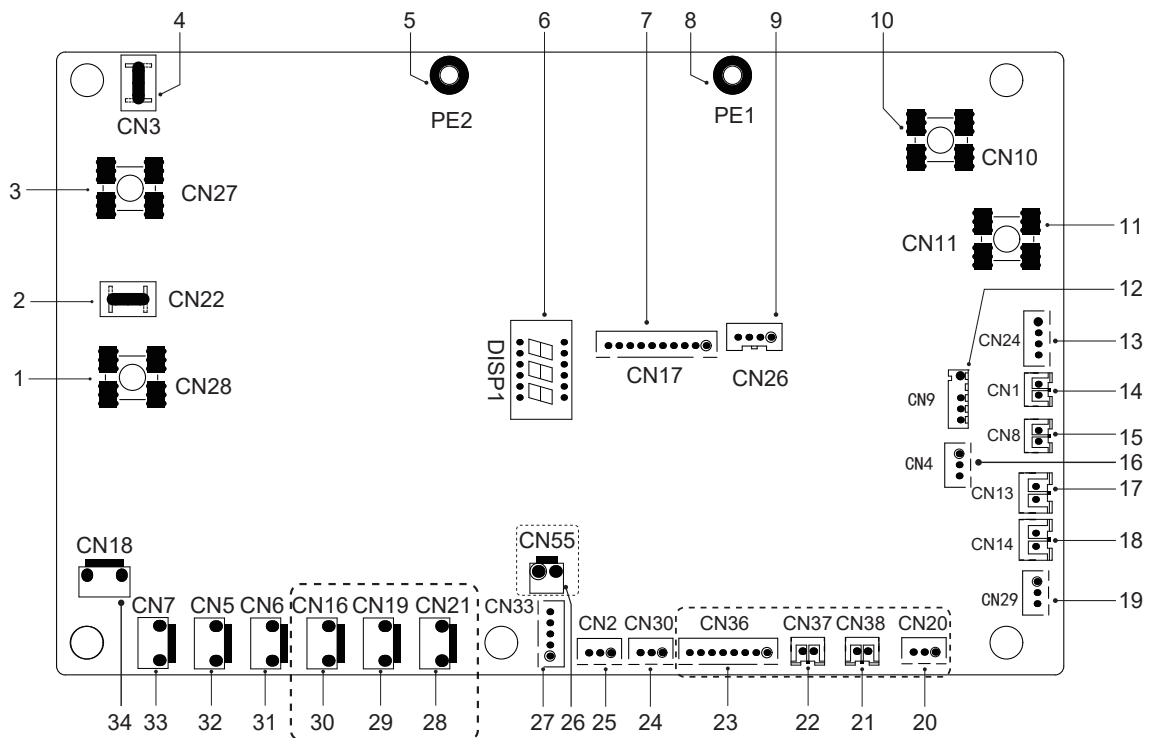 4 5 6 7 8 9 10
CN3
PE2
PE1
CN10
3
CN27
CN11
11
12
2
CN22
CN24
13
DISP1
CN17
CN26
1
CN28
CN9
CN1
14
CN8
15
CN4
16
CN13
17
CN14
18
CN18
CN55
CN29
19
CN7 CN5 CN6 CN16 CN19 CN21 CN33 CN2 CN30 CN36 CN37 CN38 CN20
34 33 32 31 30 29 28 27 26 25 24 23 22 21 20